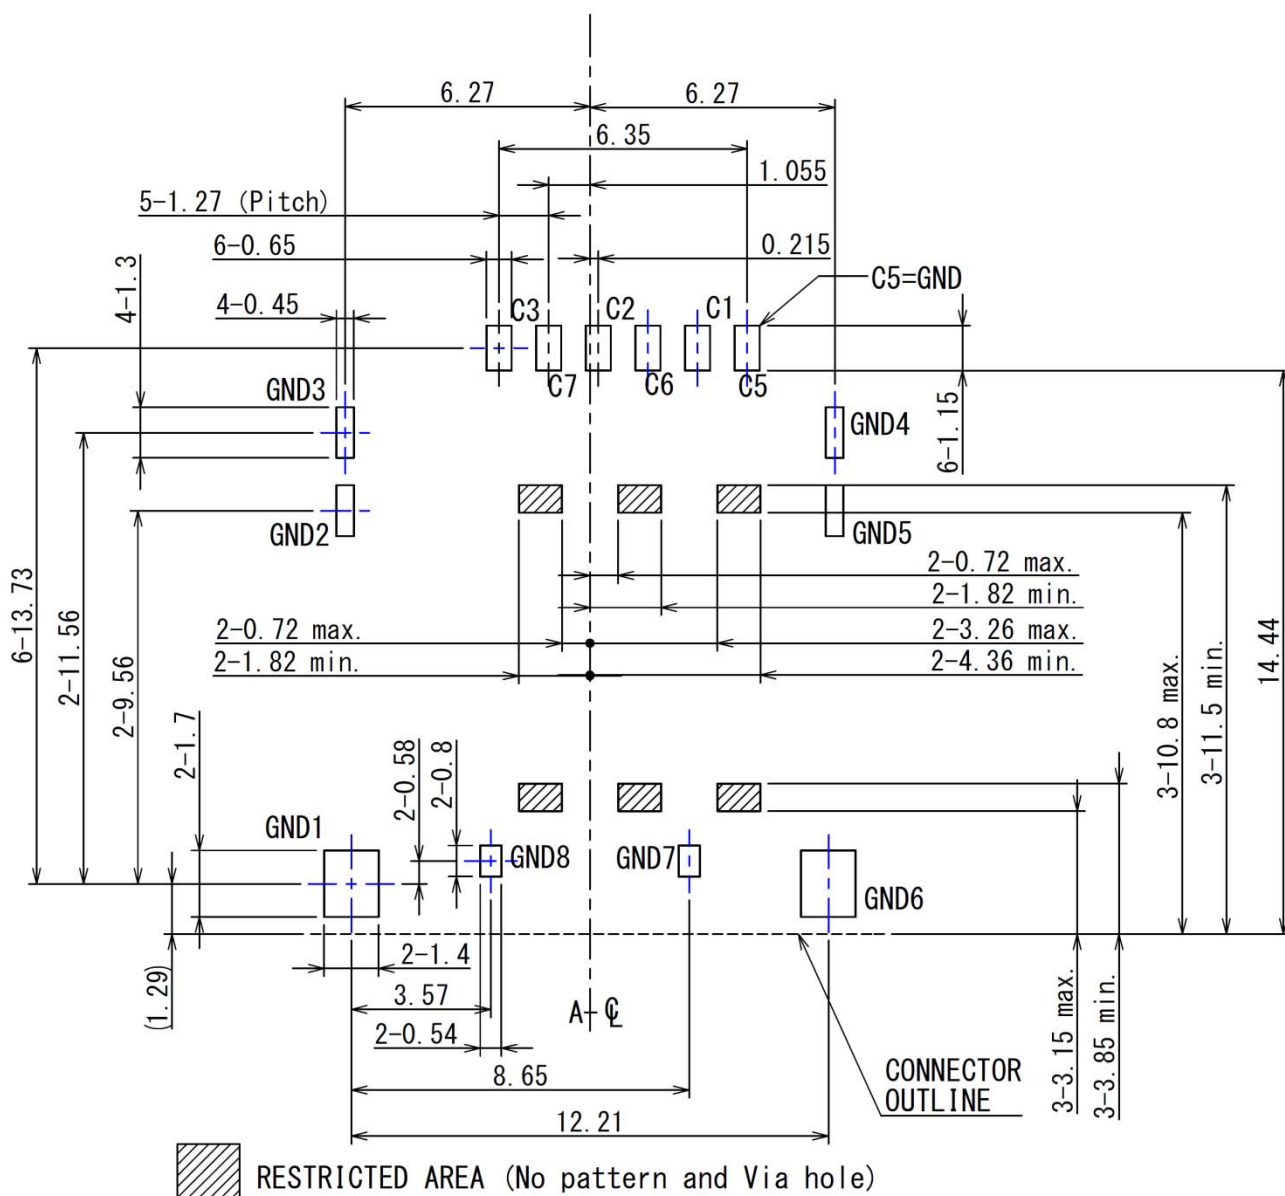 6.27
6.27
6.35
1.055
5-1.27 (Pitch)
6-0.65
0.215
4-1.3
4-0.45
C3
C2
C1
C5=GND
C7
C6
C5
GND3
GND4
6-1.15
GND2
GND5
6-13.73
2-11.56
2-9.56
2-1.7
2-0.72 max.
2-1.82 min.
2-0.72 max.
2-3.26 max.
2-1.82 min.
2-4.36 min.
14.44
3-11.5 min.
3-10.8 max.
2-0.58
2-0.8
GND1
GND8
GND7
GND6
(1.29)
2-1.4
3.57
A-℄
2-0.54
8.65
12.21
CONNECTOR
OUTLINE
3-3.15 max.
3-3.85 min.
RESTRICTED AREA (No pattern and Via hole)